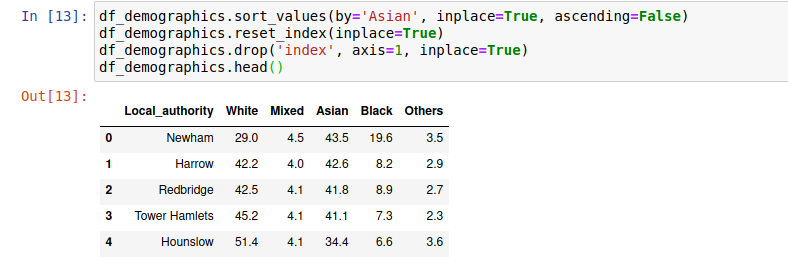 In [13]: df_demographics.sort_values(by='Asian', inplace=True, ascending=False)
df_demographics.reset_index(inplace=True)
df_demographics.drop('index', axis=1, inplace=True)
df_demographics.head()
Out[13]:
Local_authority White Mixed Asian Black Others
0 Newham 29.0 4.5 43.5 19.6 3.5
1 Harrow 42.2 4.0 42.6 8.2 2.9
2 Redbridge 42.5 4.1 41.8 8.9 2.7
3 Tower Hamlets 45.2 4.1 41.1 7.3 2.3
4 Hounslow 51.4 4.1 34.4 6.6 3.6